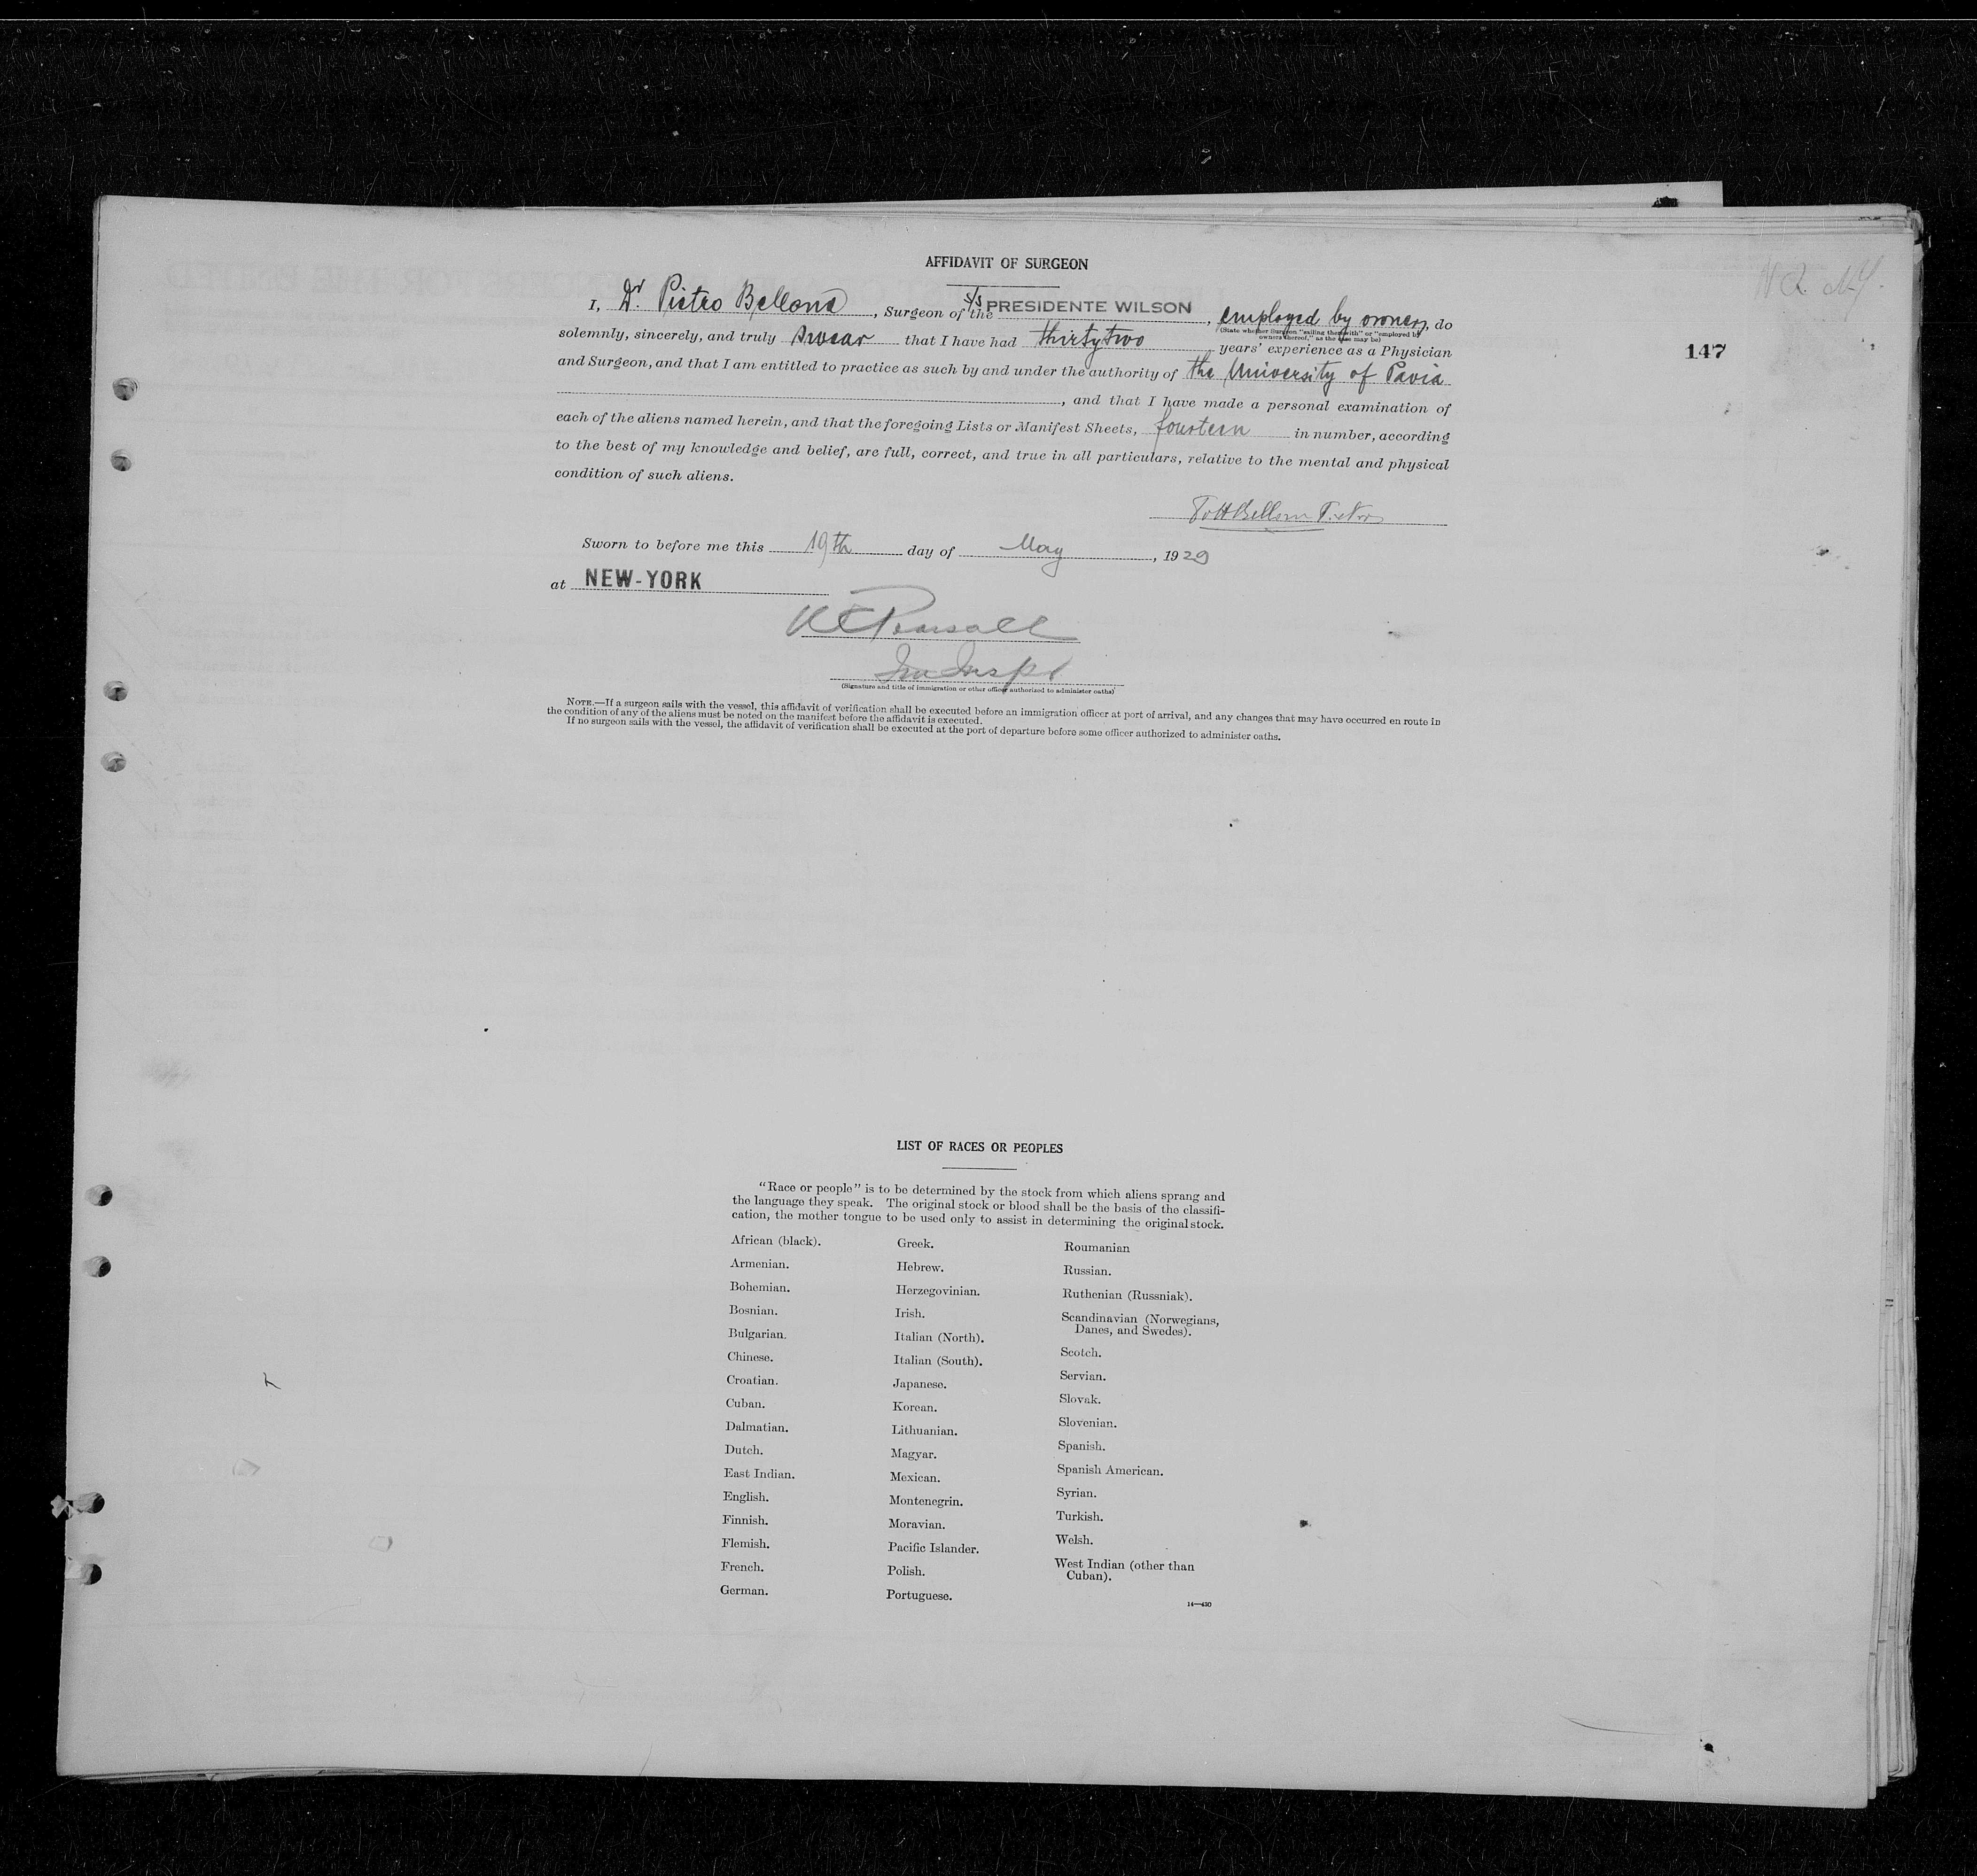 AFFIDAVIT OF SURGEON
I, Dr Pietro Bellone, Surgeon of the S/S PRESIDENTE WILSON, employed by owners, do
(State whether Surgeon "sailing therewith" or "employed by
owners thereof," as the case may be)
solemnly, sincerely, and truly swear that I have had thirty two years' experience as a Physician
147
and Surgeon, and that I am entitled to practice as such by and under the authority of the University of Pavia
, and that I have made a personal examination of
each of the aliens named herein, and that the foregoing Lists or Manifest Sheets, fourteen in number, according
to the best of my knowledge and belief, are full, correct, and true in all particulars, relative to the mental and physical
condition of such aliens.
Sworn to before me this 19th day of May, 1929
at NEW-YORK
Pearsall
Im Inspt
(Signature and title of immigration or other officer authorized to administer oaths)
NOTE.—If a surgeon sails with the vessel, this affidavit of verification shall be executed before an immigration officer at port of arrival, and any changes that may have occurred en route in
the condition of any of the aliens must be noted on the manifest before the affidavit is executed.
If no surgeon sails with the vessel, the affidavit of verification shall be executed at the port of departure before some officer authorized to administer oaths.
LIST OF RACES OR PEOPLES
"Race or people" is to be determined by the stock from which aliens sprang and
the language they speak. The original stock or blood shall be the basis of the classifi-
cation, the mother tongue to be used only to assist in determining the original stock.
African (black).
Armenian.
Bohemian.
Bosnian.
Bulgarian.
Chinese.
Croatian.
Cuban.
Dalmatian.
Dutch.
East Indian.
English.
Finnish.
Flemish.
French.
German.
Greek.
Hebrew.
Herzegovinian.
Irish.
Italian (North).
Italian (South).
Japanese.
Korean.
Lithuanian.
Magyar.
Mexican.
Montenegrin.
Moravian.
Pacific Islander.
Polish.
Portuguese.
Roumanian
Russian.
Ruthenian (Russniak).
Scandinavian (Norwegians,
Danes, and Swedes).
Scotch.
Servian.
Slovak.
Slovenian.
Spanish.
Spanish American.
Syrian.
Turkish.
Welsh.
West Indian (other than
Cuban).
14—430